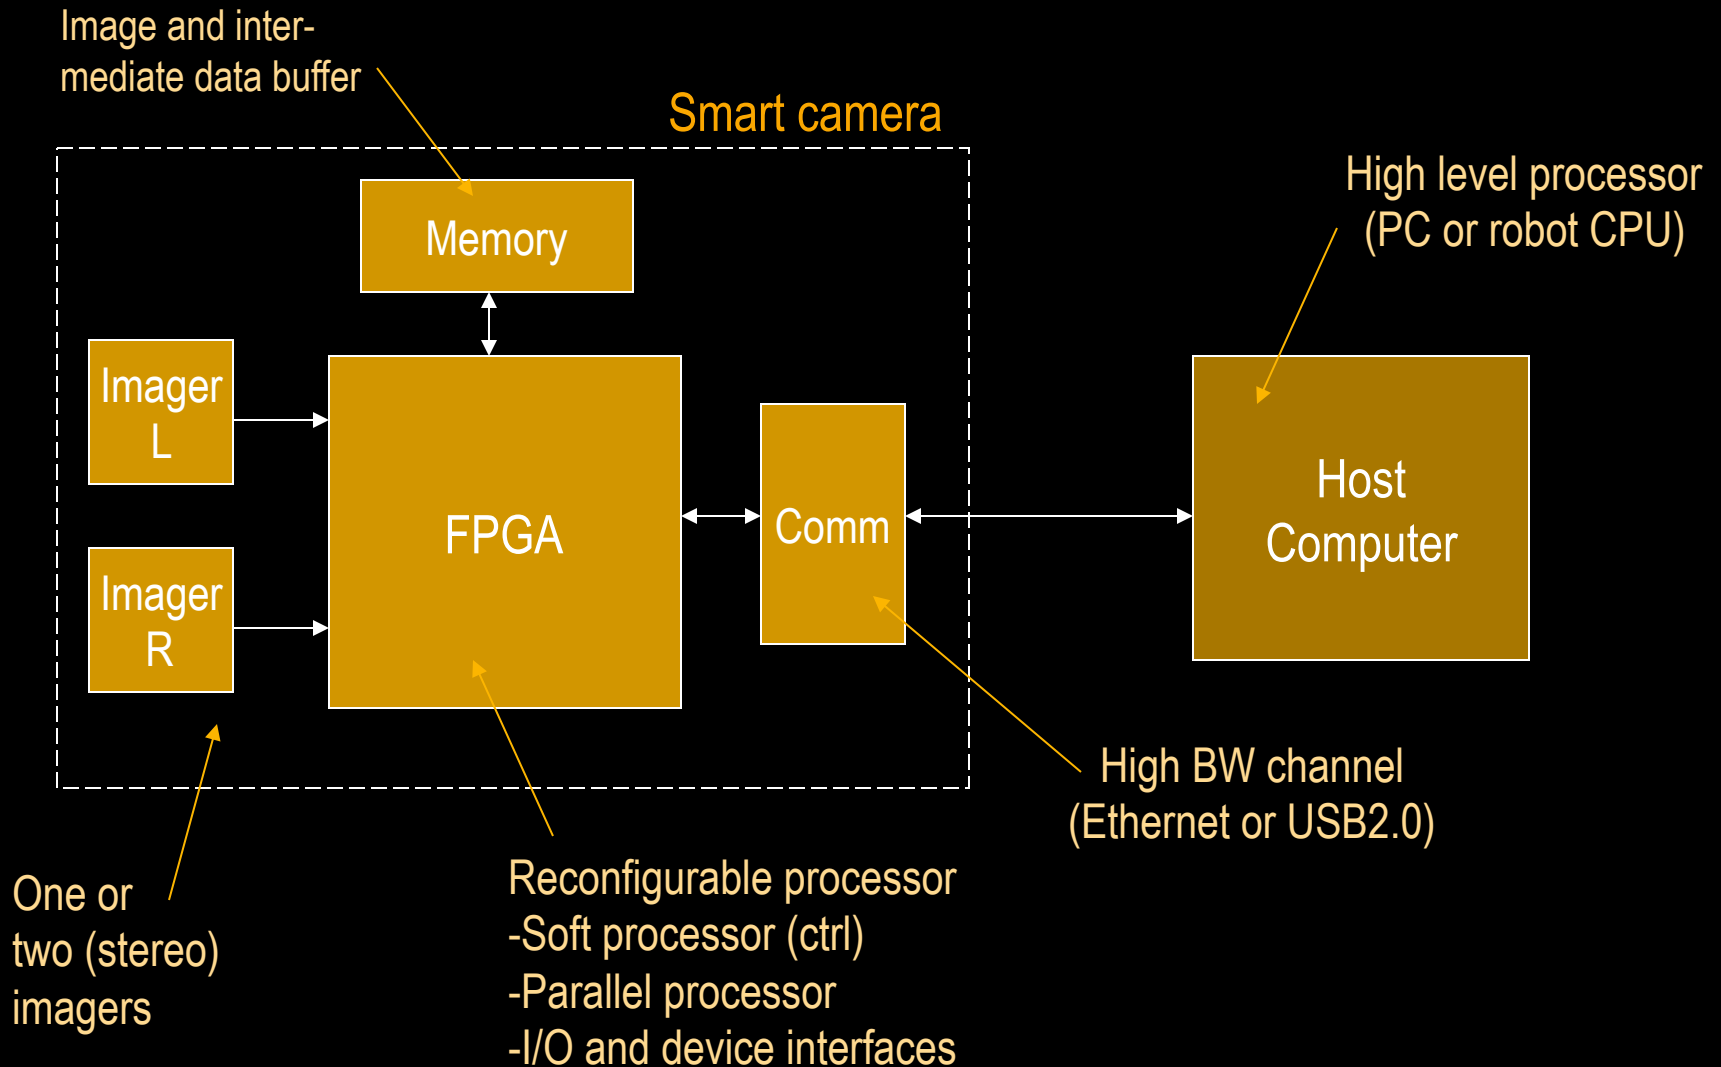 Image and inter-
mediate data buffer
Smart camera
High level processor
(PC or robot CPU)
Memory
Imager
L
FPGA
Comm
Host
Computer
Imager
R
High BW channel
(Ethernet or USB2.0)
One or
two (stereo)
imagers
Reconfigurable processor
-Soft processor (ctrl)
-Parallel processor
-I/O and device interfaces